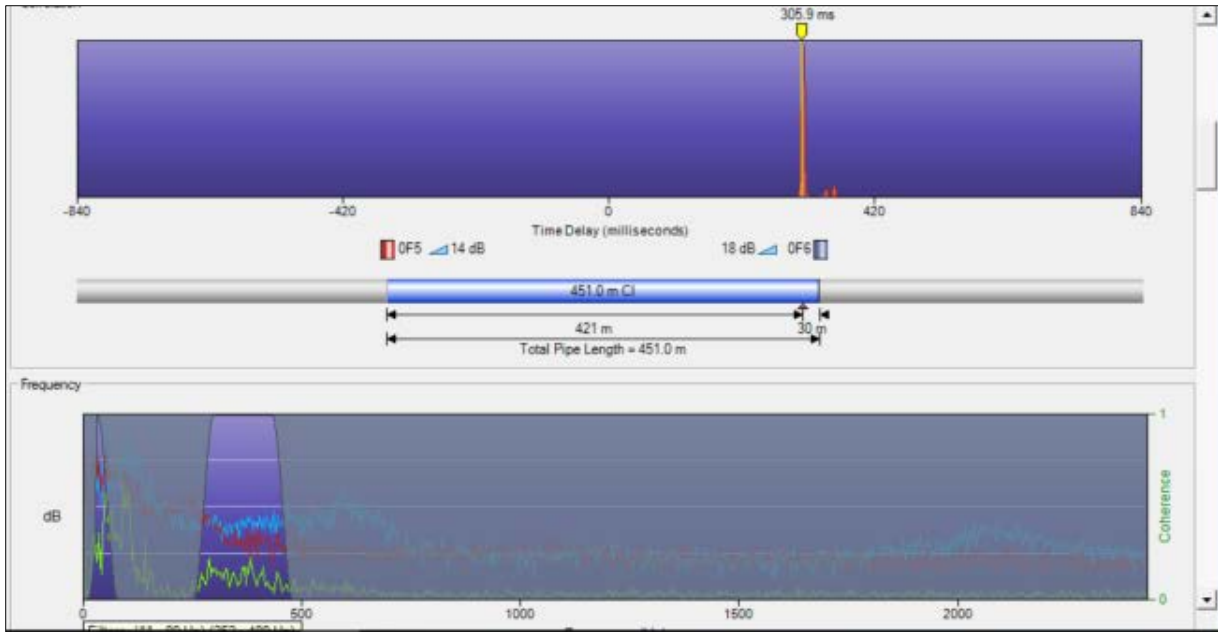 305.9 ms
-840 -420 0 420 840
Time Delay (milliseconds)
0F5 14 dB 18 dB 0F6
451.0 m CI
421 m 30 m
Total Pipe Length = 451.0 m
Frequency
1
dB
Coherence
0
0 500 1000 1500 2000